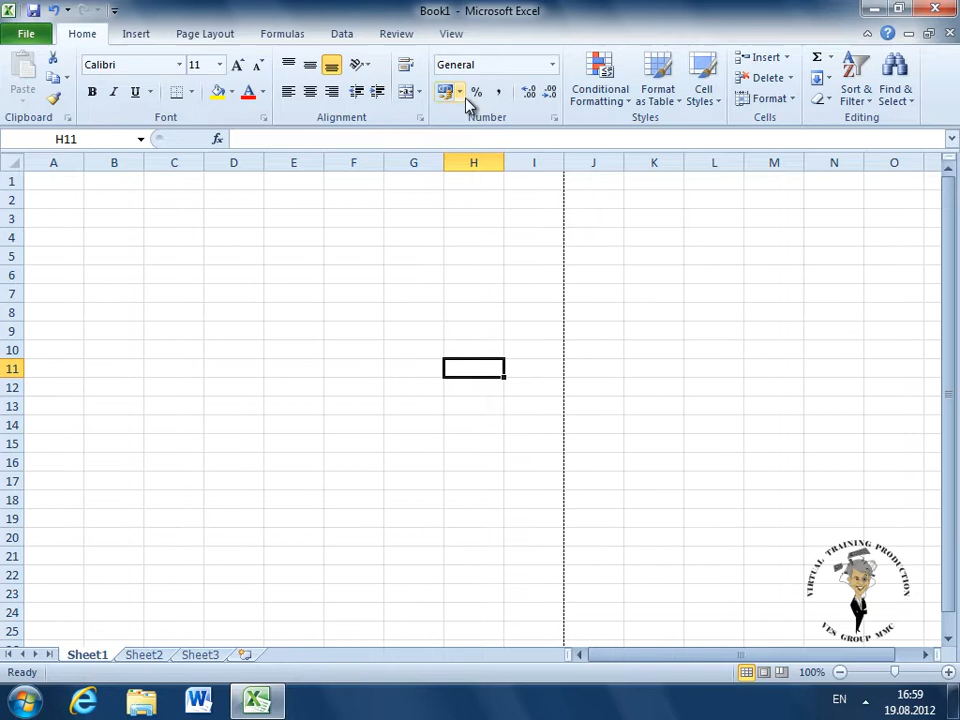 Book1 - Microsoft Excel
File Home Insert Page Layout Formulas Data Review View
Paste
Calibri 11
B I U A
General
% ,
Conditional Formatting
Format as Table
Cell Styles
Insert
Delete
Format
Σ
Sort & Filter
Find & Select
Clipboard Font Alignment Number Styles Cells Editing
H11 fx
A B C D E F G H I J K L M N O
1
2
3
4
5
6
7
8
9
10
11
12
13
14
15
16
17
18
19
20
21
22
23
24
25
VIRTUAL TRAINING PRODUCTION
YES GROUP MMC
Sheet1 Sheet2 Sheet3
Ready 100%
EN 16:59
19.08.2012